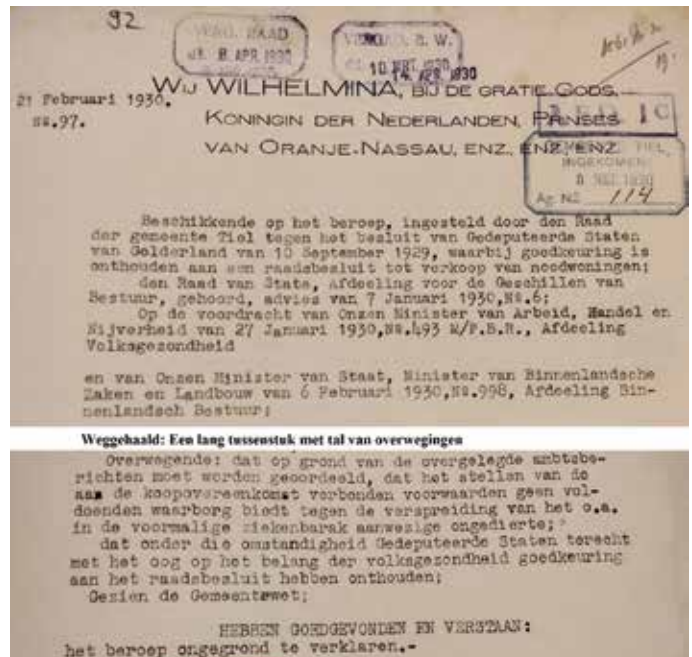 92
VERG. RAAD
d.d. 8 APR. 1930
VERGAD. B. W.
10 MRT. 1930
14. APR. 1930
21 Februari 1930.
No.97.
WIJ WILHELMINA, BIJ DE GRATIE GODS,
KONINGIN DER NEDERLANDEN, PRINSES
VAN ORANJE-NASSAU, ENZ., ENZ., ENZ.
TIEL,
INGEKOMEN:
1930
Ag. No. 114
Beschikkende op het beroep, ingesteld door den Raad
der gemeente Tiel tegen het besluit van Gedeputeerde Staten
van Gelderland van 10 September 1929, waarbij goedkeuring is
onthouden aan een raadsbesluit tot verkoop van noodwoningen;
den Raad van State, Afdeeling voor de Geschillen van
Bestuur, gehoord, advies van 7 Januari 1930,No.6;
Op de voordracht van Onzen Minister van Arbeid, Handel en
Nijverheid van 27 Januari 1930,No.493 M/P.B.R., Afdeeling
Volksgezondheid
en van Onzen Minister van Staat, Minister van Binnenlandsche
Zaken en Landbouw van 6 Februari 1930,No.998, Afdeeling Bin-
nenlandsch Bestuur;
Weggehaald: Een lang tussenstuk met tal van overwegingen
Overwegende: dat op grond van de overgelegde ambtsbe-
richten moet worden geoordeeld, dat het stellen van de
aan de koopovereenkomst verbonden voorwaarden geen vol-
doenden waarborg biedt tegen de verspreiding van het o.a.
in de voormalige ziekenbarak aanwezige ongedierte;
dat onder die omstandigheid Gedeputeerde Staten terecht
met het oog op het belang der volksgezondheid goedkeuring
aan het raadsbesluit hebben onthouden;
Gezien de Gemeentewet;
HEBBEN GOEDGEVONDEN EN VERSTAAN:
het beroep ongegrond te verklaren.-